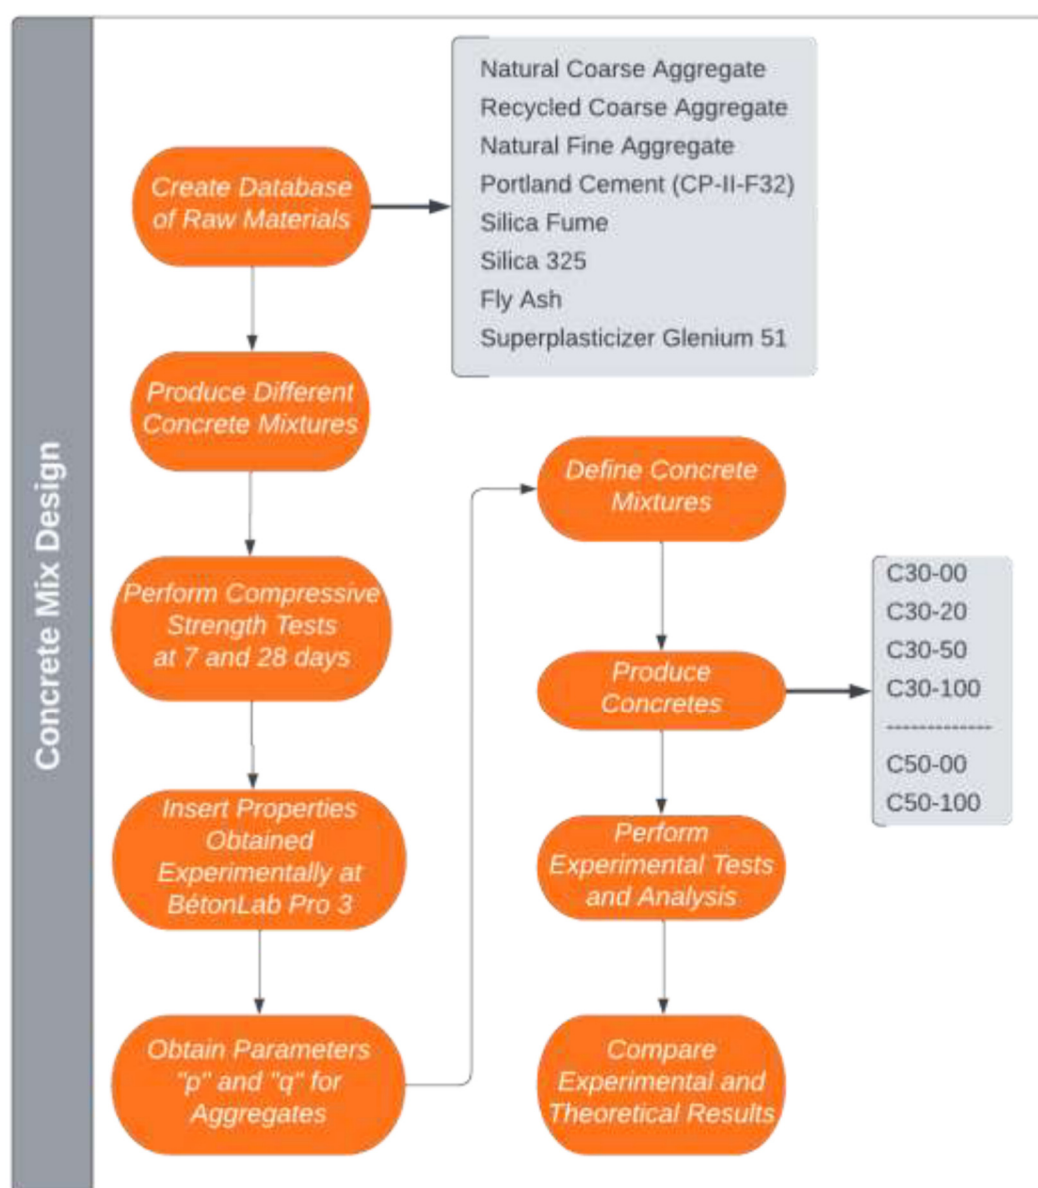 Concrete Mix Design
Create Database
of Raw Materials
Natural Coarse Aggregate
Recycled Coarse Aggregate
Natural Fine Aggregate
Portland Cement (CP-II-F32)
Silica Fume
Silica 325
Fly Ash
Superplasticizer Glenium 51
Produce Different
Concrete Mixtures
Perform Compressive
Strength Tests
at 7 and 28 days
Insert Properties
Obtained
Experimentally at
BétonLab Pro 3
Obtain Parameters
"p" and "q" for
Aggregates
Define Concrete
Mixtures
Produce
Concretes
C30-00
C30-20
C30-50
C30-100
--------------
C50-00
C50-100
Perform
Experimental Tests
and Analysis
Compare
Experimental and
Theoretical Results